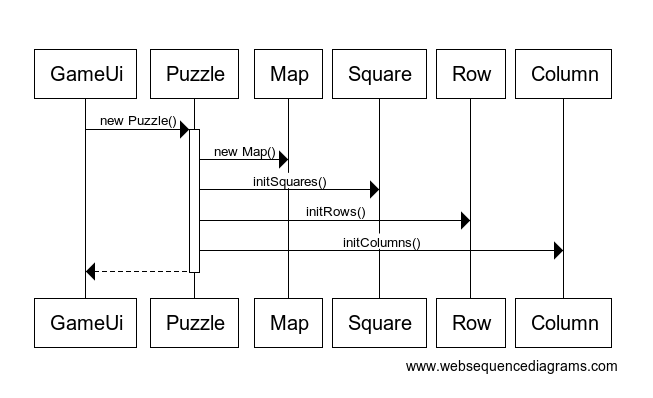 GameUi Puzzle Map Square Row Column
new Puzzle()
new Map()
initSquares()
initRows()
initColumns()
GameUi Puzzle Map Square Row Column
www.websequencediagrams.com